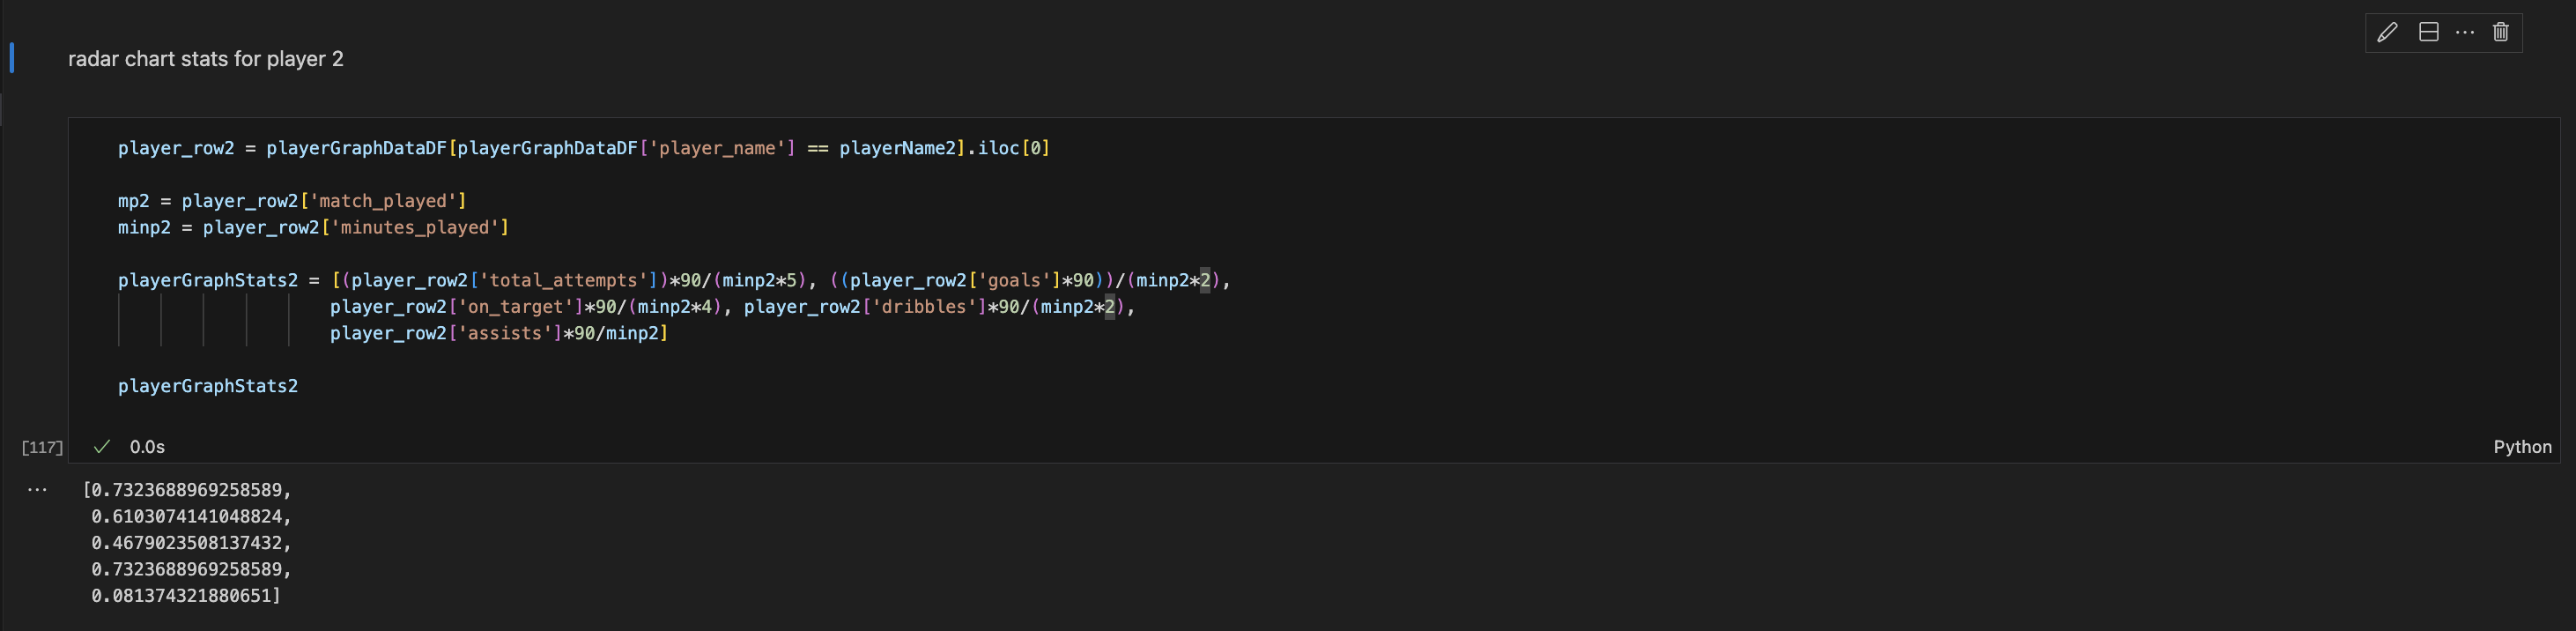 radar chart stats for player 2
player_row2 = playerGraphDataDF[playerGraphDataDF['player_name'] == playerName2].iloc[0]
mp2 = player_row2['match_played']
minp2 = player_row2['minutes_played']
playerGraphStats2 = [(player_row2['total_attempts'])*90/(minp2*5), ((player_row2['goals']*90))/(minp2*2),
player_row2['on_target']*90/(minp2*4), player_row2['dribbles']*90/(minp2*2),
player_row2['assists']*90/minp2]
playerGraphStats2
[117] 0.0s Python
[0.7323688969258589,
0.6103074141048824,
0.4679023508137432,
0.7323688969258589,
0.081374321880651]